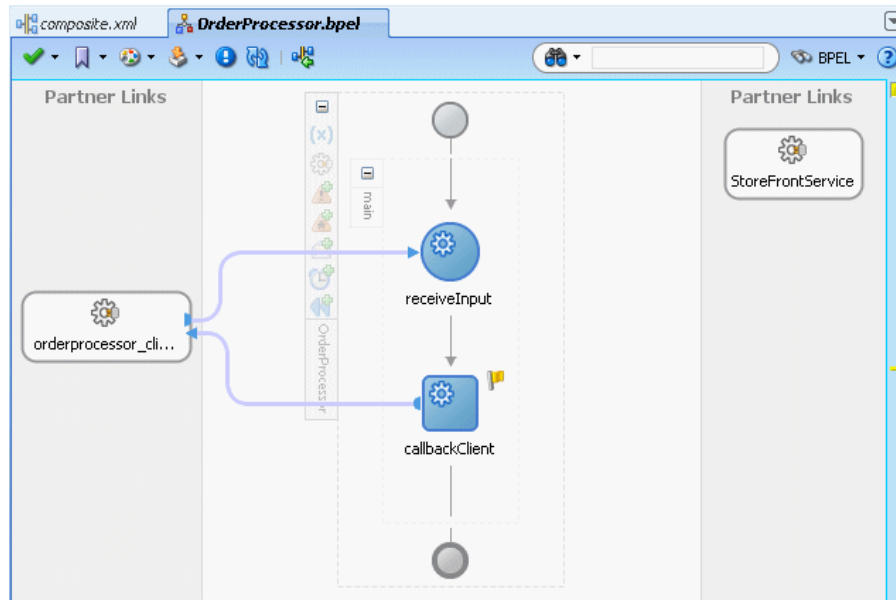 composite.xml
OrderProcessor.bpel
BPEL
Partner Links
Partner Links
(x)
StoreFrontService
main
receiveInput
orderprocessor_cli...
OrderProcessor
callbackClient